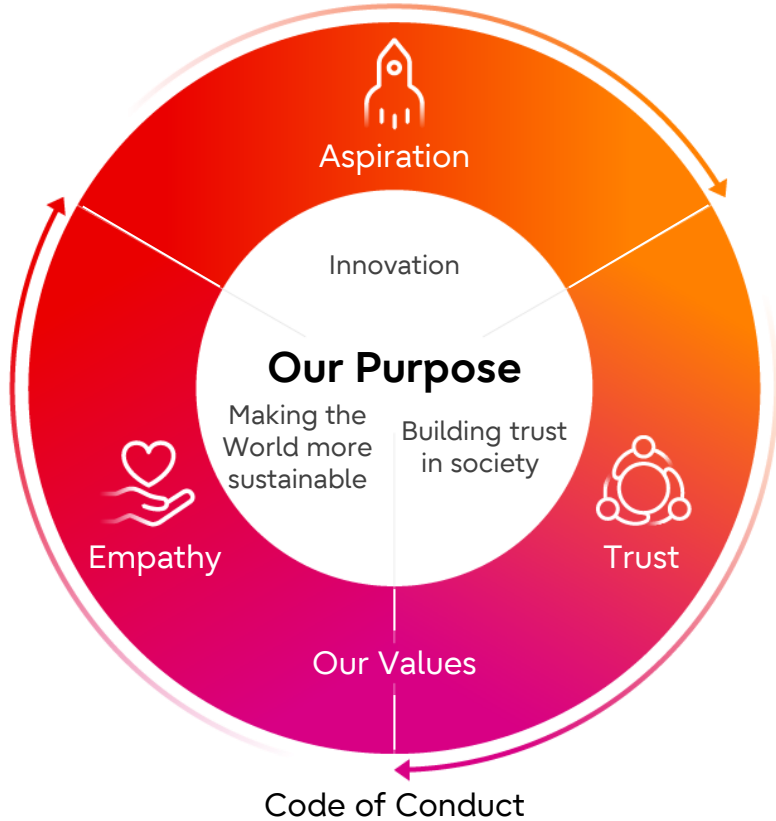 Aspiration
Innovation
Our Purpose
Making the
World more
sustainable
Building trust
in society
Empathy
Trust
Our Values
Code of Conduct